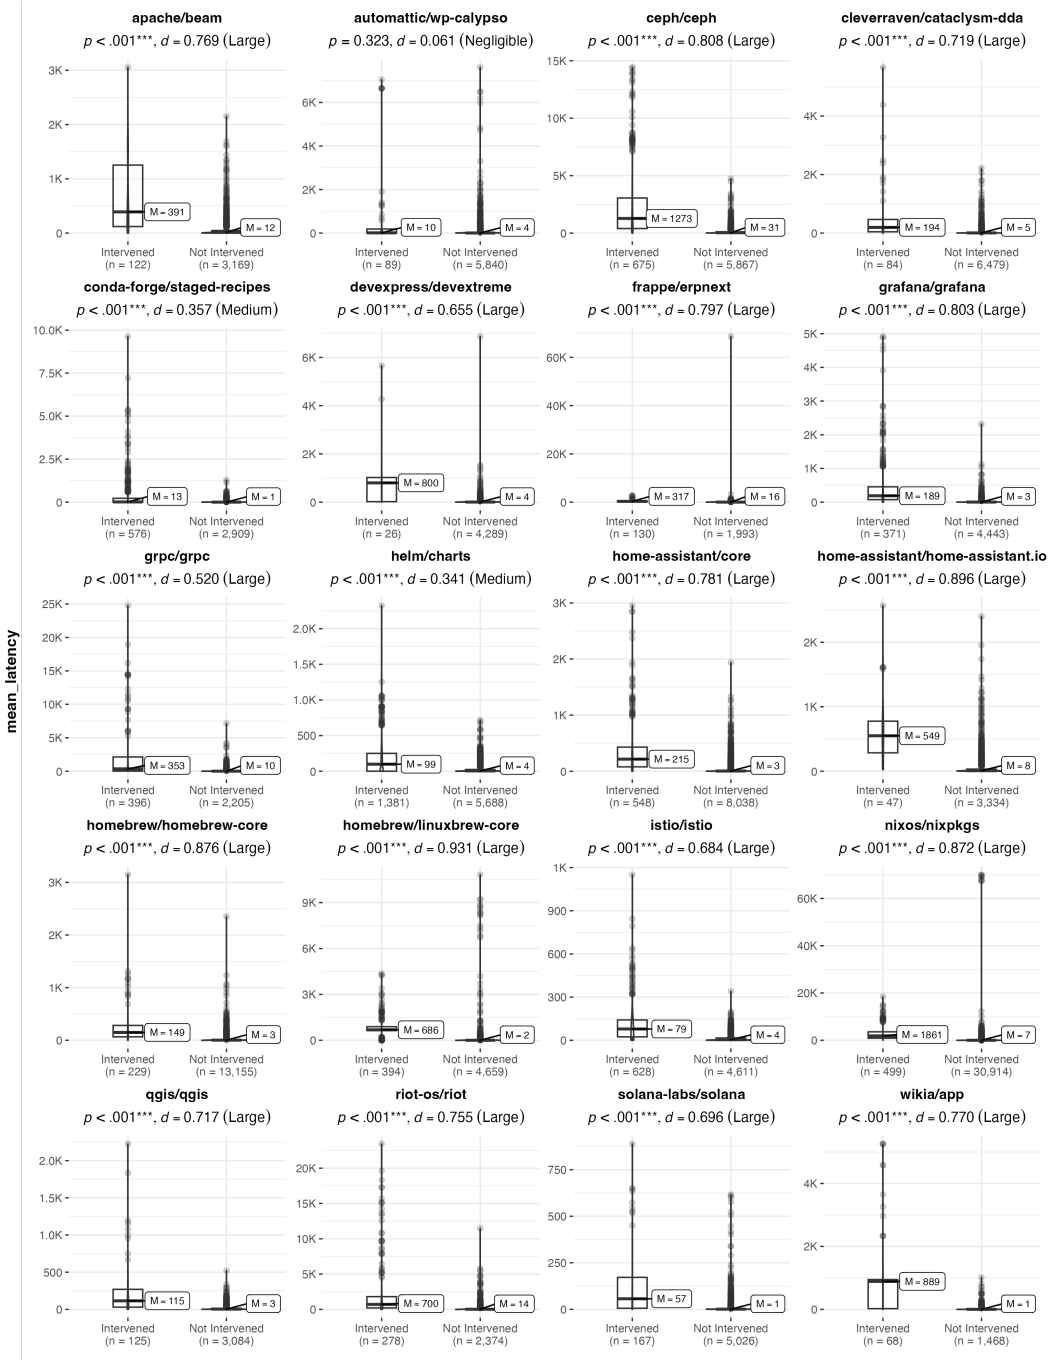 mean_latency
apache/beam
p < .001***, d = 0.769 (Large)
3K
2K
1K
0
M = 391
M = 12
Intervened
(n = 122)
Not Intervened
(n = 3,169)
automattic/wp-calypso
p = 0.323, d = 0.061 (Negligible)
6K
4K
2K
0
M = 10
M = 4
Intervened
(n = 89)
Not Intervened
(n = 5,840)
ceph/ceph
p < .001***, d = 0.808 (Large)
15K
10K
5K
0
M = 1273
M = 31
Intervened
(n = 675)
Not Intervened
(n = 5,867)
cleverraven/cataclysm-dda
p < .001***, d = 0.719 (Large)
4K
2K
0
M = 194
M = 5
Intervened
(n = 84)
Not Intervened
(n = 6,479)
conda-forge/staged-recipes
p < .001***, d = 0.357 (Medium)
10.0K
7.5K
5.0K
2.5K
0
M = 13
M = 1
Intervened
(n = 576)
Not Intervened
(n = 2,909)
devexpress/devextreme
p < .001***, d = 0.655 (Large)
6K
4K
2K
0
M = 800
M = 4
Intervened
(n = 26)
Not Intervened
(n = 4,289)
frappe/erpnext
p < .001***, d = 0.797 (Large)
60K
40K
20K
0
M = 317
M = 16
Intervened
(n = 130)
Not Intervened
(n = 1,993)
grafana/grafana
p < .001***, d = 0.803 (Large)
5K
4K
3K
2K
1K
0
M = 189
M = 3
Intervened
(n = 371)
Not Intervened
(n = 4,443)
grpc/grpc
p < .001***, d = 0.520 (Large)
25K
20K
15K
10K
5K
0
M = 353
M = 10
Intervened
(n = 396)
Not Intervened
(n = 2,205)
helm/charts
p < .001***, d = 0.341 (Medium)
2.0K
1.5K
1.0K
500
0
M = 99
M = 4
Intervened
(n = 1,381)
Not Intervened
(n = 5,688)
home-assistant/core
p < .001***, d = 0.781 (Large)
3K
2K
1K
0
M = 215
M = 3
Intervened
(n = 548)
Not Intervened
(n = 8,038)
home-assistant/home-assistant.io
p < .001***, d = 0.896 (Large)
2K
1K
0
M = 549
M = 8
Intervened
(n = 47)
Not Intervened
(n = 3,334)
homebrew/homebrew-core
p < .001***, d = 0.876 (Large)
3K
2K
1K
0
M = 149
M = 3
Intervened
(n = 229)
Not Intervened
(n = 13,155)
homebrew/linuxbrew-core
p < .001***, d = 0.931 (Large)
9K
6K
3K
0
M = 686
M = 2
Intervened
(n = 394)
Not Intervened
(n = 4,659)
istio/istio
p < .001***, d = 0.684 (Large)
1K
900
600
300
0
M = 79
M = 4
Intervened
(n = 628)
Not Intervened
(n = 4,611)
nixos/nixpkgs
p < .001***, d = 0.872 (Large)
60K
40K
20K
0
M = 1861
M = 7
Intervened
(n = 499)
Not Intervened
(n = 30,914)
qgis/qgis
p < .001***, d = 0.717 (Large)
2.0K
1.5K
1.0K
500
0
M = 115
M = 3
Intervened
(n = 125)
Not Intervened
(n = 3,084)
riot-os/riot
p < .001***, d = 0.755 (Large)
20K
15K
10K
5K
0
M = 700
M = 14
Intervened
(n = 278)
Not Intervened
(n = 2,374)
solana-labs/solana
p < .001***, d = 0.696 (Large)
750
500
250
0
M = 57
M = 1
Intervened
(n = 167)
Not Intervened
(n = 5,026)
wikia/app
p < .001***, d = 0.770 (Large)
4K
2K
0
M = 889
M = 1
Intervened
(n = 68)
Not Intervened
(n = 1,468)